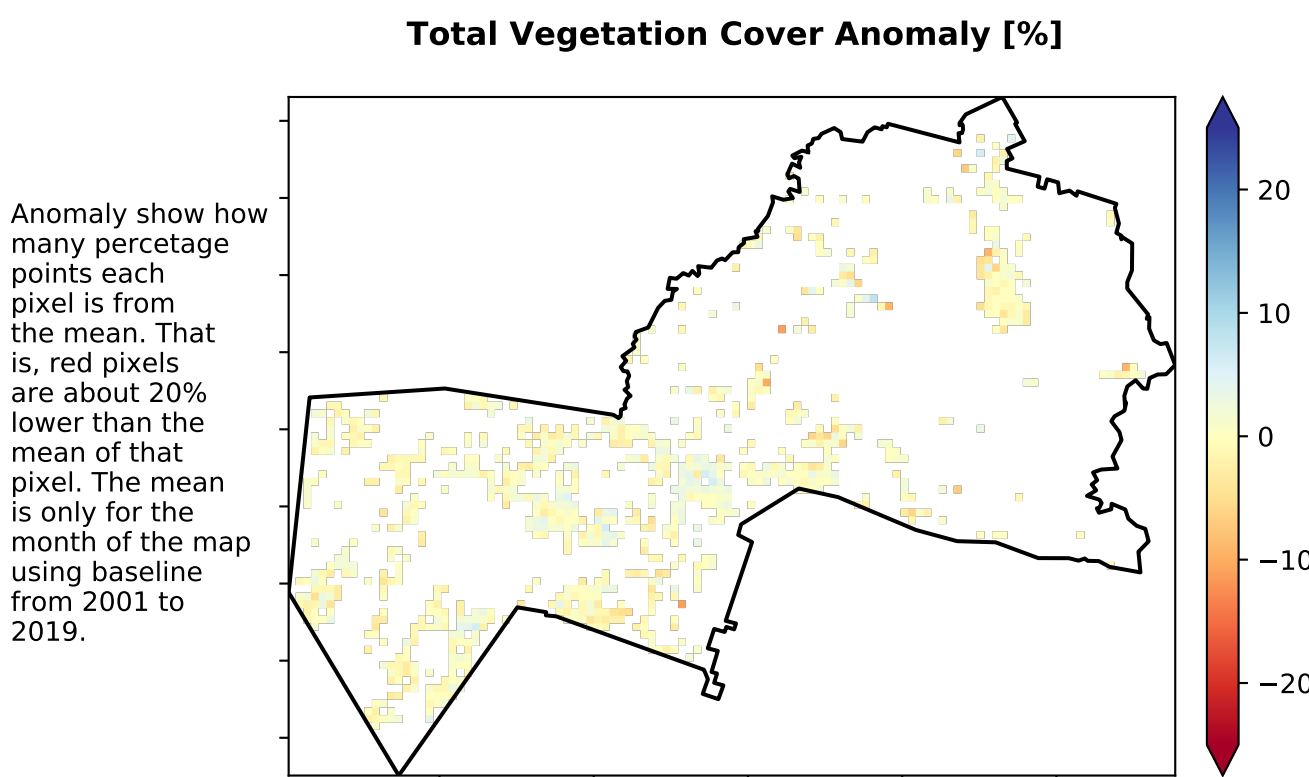 Total Vegetation Cover Anomaly [%]
Anomaly show how
many percetage
points each
pixel is from
the mean. That
is, red pixels
are about 20%
lower than the
mean of that
pixel. The mean
is only for the
month of the map
using baseline
from 2001 to
2019.
20
10
0
−10
−20